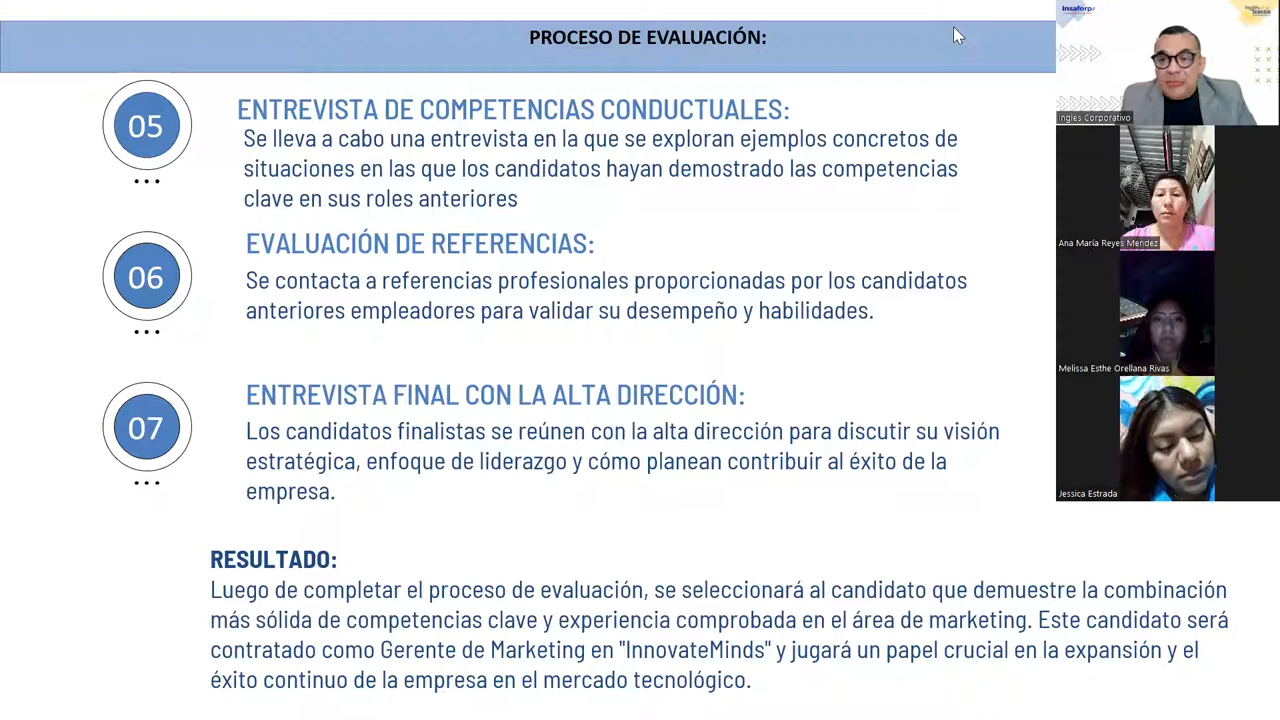 PROCESO DE EVALUACIÓN:
05
ENTREVISTA DE COMPETENCIAS CONDUCTUALES:
Se lleva a cabo una entrevista en la que se exploran ejemplos concretos de
situaciones en las que los candidatos hayan demostrado las competencias
clave en sus roles anteriores
06
EVALUACIÓN DE REFERENCIAS:
Se contacta a referencias profesionales proporcionadas por los candidatos
anteriores empleadores para validar su desempeño y habilidades.
07
ENTREVISTA FINAL CON LA ALTA DIRECCIÓN:
Los candidatos finalistas se reúnen con la alta dirección para discutir su visión
estratégica, enfoque de liderazgo y cómo planean contribuir al éxito de la
empresa.
RESULTADO:
Luego de completar el proceso de evaluación, se seleccionará al candidato que demuestre la combinación
más sólida de competencias clave y experiencia comprobada en el área de marketing. Este candidato será
contratado como Gerente de Marketing en "InnovateMinds" y jugará un papel crucial en la expansión y el
éxito continuo de la empresa en el mercado tecnológico.
insaforp
Ingles Corporativo
Ana María Reyes Mendez
Melissa Esthe Orellana Rivas
Jessica Estrada